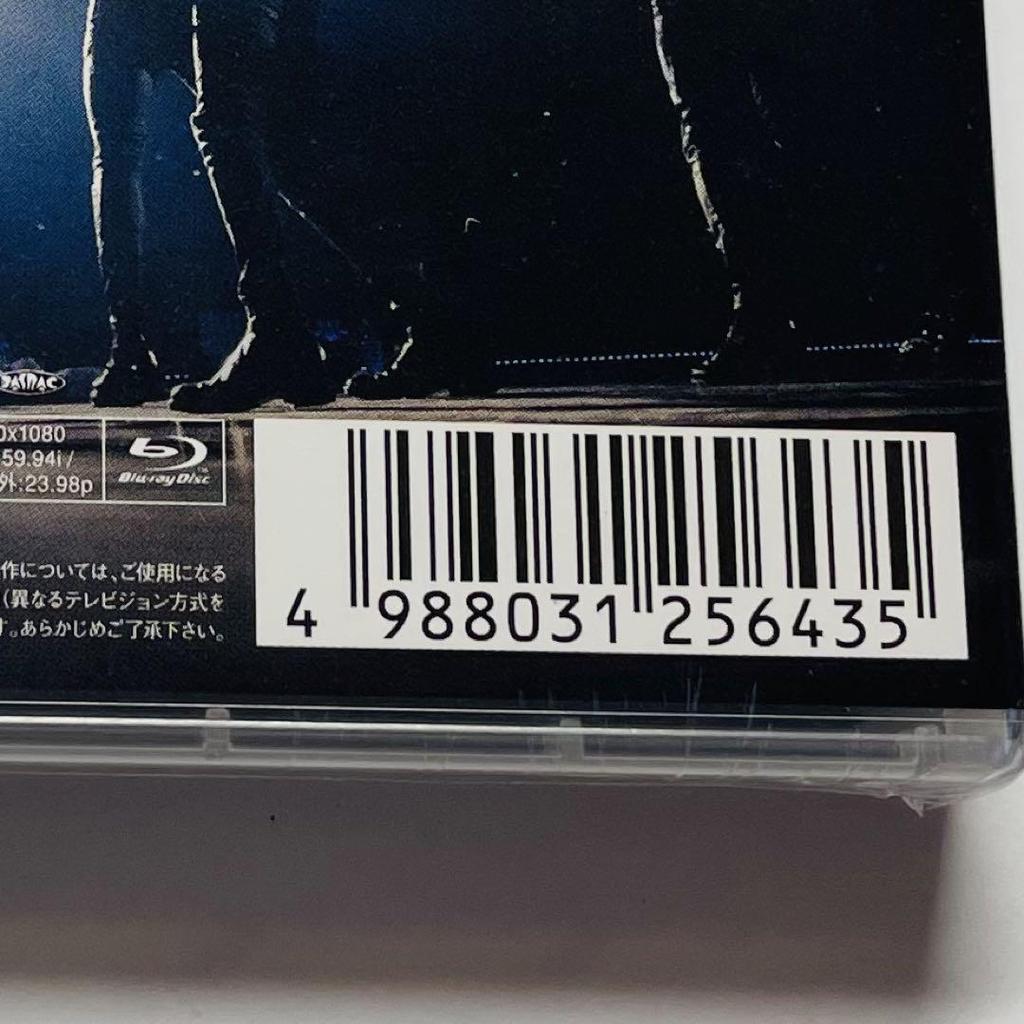 JASRAC
0x1080
59.94i/
外:23.98p
Blu-ray Disc
TM
作については、ご使用になる
(異なるテレビジョン方式を
す。あらかじめご了承下さい。
4 988031 256435